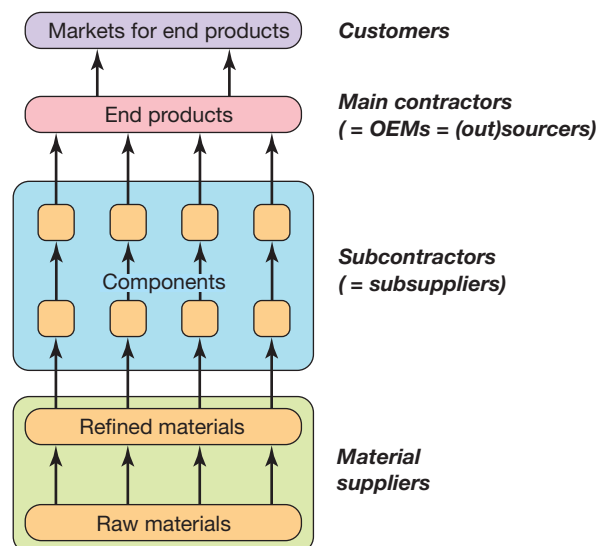 Markets for end products
Customers
End products
Main contractors
( = OEMs = (out)sourcers)
Components
Subcontractors
( = subsuppliers)
Refined materials
Material
suppliers
Raw materials